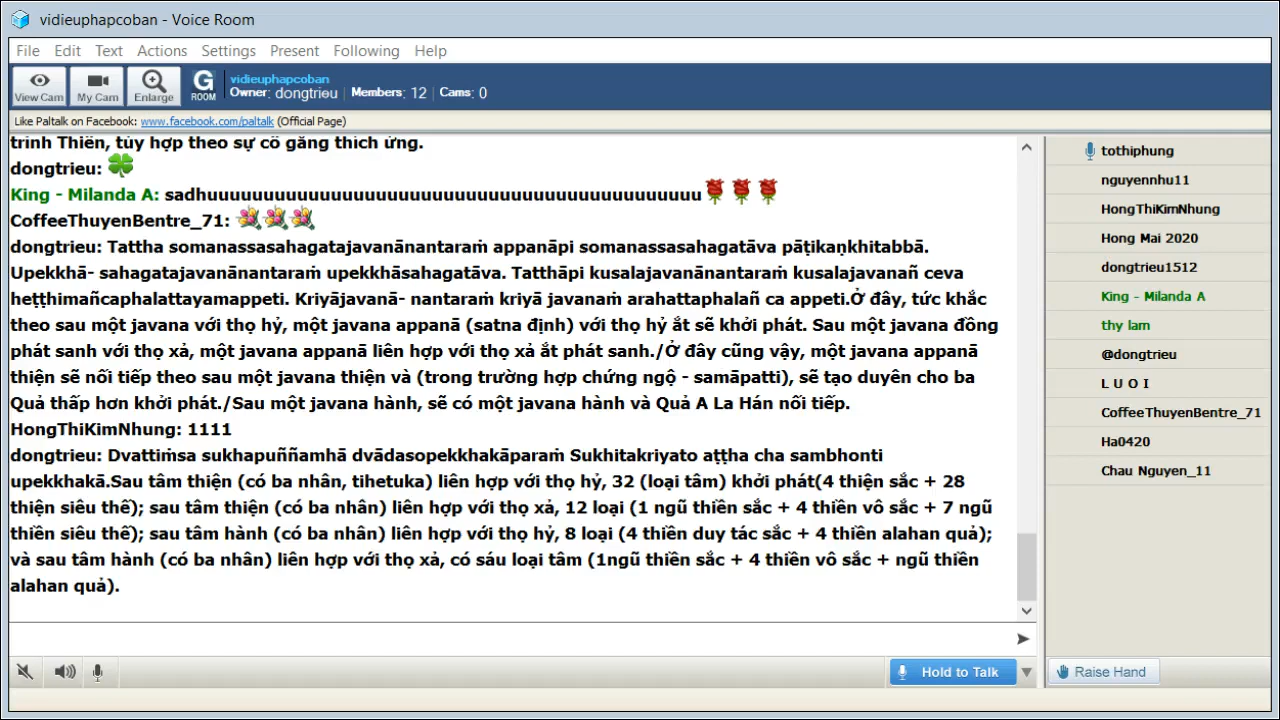 vidieuphapcoban - Voice Room
File Edit Text Actions Settings Present Following Help
View Cam My Cam Enlarge G ROOM
vidieuphapcoban
Owner: dongtrieu Members: 12 Cams: 0
Like Paltalk on Facebook: www.facebook.com/paltalk (Official Page)
trình Thiền, tùy hợp theo sự cố gắng thích ứng.
dongtrieu:
King - Milanda A: sadhuuuuuuuuuuuuuuuuuuuuuuuuuuuuuuuuuuuuuuuuuuuu
CoffeeThuyenBentre_71:
dongtrieu: Tattha somanassasahagatajavanānantaraṁ appanāpi somanassasahagatāva pāṭikaṇkhitabbā.
Upekkhā- sahagatajavanānantaraṁ upekkhāsahagatāva. Tatthāpi kusalajavanānantaraṁ kusalajavanañ ceva
heṭṭhimañcaphalattayamappeti. Kriyājavanā- nantaraṁ kriyā javanaṁ arahattaphalañ ca appeti.Ở đây, tức khắc
theo sau một javana với thọ hỷ, một javana appanā (satna định) với thọ hỷ ắt sẽ khởi phát. Sau một javana đồng
phát sanh với thọ xả, một javana appanā liên hợp với thọ xả ắt phát sanh./Ở đây cũng vậy, một javana appanā
thiện sẽ nối tiếp theo sau một javana thiện và (trong trường hợp chứng ngộ - samāpatti), sẽ tạo duyên cho ba
Quả thấp hơn khởi phát./Sau một javana hành, sẽ có một javana hành và Quả A La Hán nối tiếp.
HongThiKimNhung: 1111
dongtrieu: Dvattiṁsa sukhapuññamhā dvādasopekkhakāparaṁ Sukhitakriyato aṭṭha cha sambhonti
upekkhakā.Sau tâm thiện (có ba nhân, tihetuka) liên hợp với thọ hỷ, 32 (loại tâm) khởi phát(4 thiện sắc + 28
thiện siêu thế); sau tâm thiện (có ba nhân) liên hợp với thọ xả, 12 loại (1 ngũ thiền sắc + 4 thiền vô sắc + 7 ngũ
thiền siêu thế); sau tâm hành (có ba nhân) liên hợp với thọ hỷ, 8 loại (4 thiền duy tác sắc + 4 thiền alahan quả);
và sau tâm hành (có ba nhân) liên hợp với thọ xả, có sáu loại tâm (1ngũ thiền sắc + 4 thiền vô sắc + ngũ thiền
alahan quả).
tothiphung
nguyennhu11
HongThiKimNhung
Hong Mai 2020
dongtrieu1512
King - Milanda A
thy lam
@dongtrieu
L U O I
CoffeeThuyenBentre_71
Ha0420
Chau Nguyen_11
Hold to Talk
Raise Hand